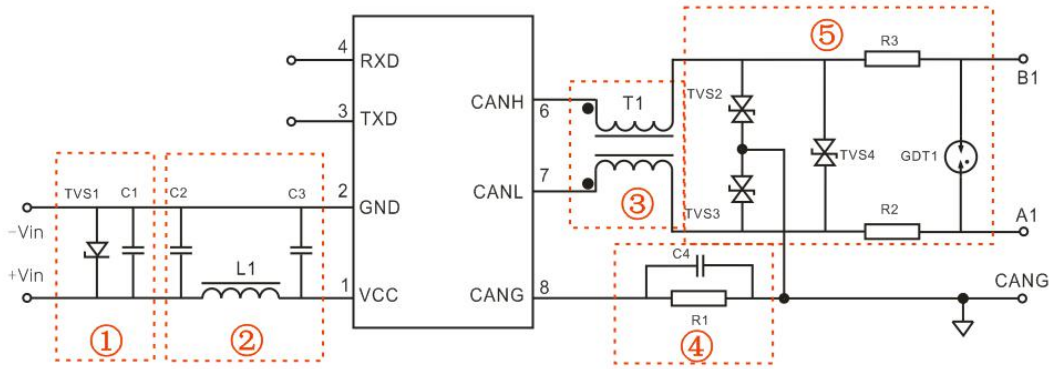 ⑤
4
RXD
R3
B1
TVS2
T1
CANH
6
3
TXD
TVS4
GDT1
CANL
7
TVS1
C1
C2
C3
2
GND
③
TVS3
R2
A1
−Vin
L1
C4
+Vin
1
VCC
CANG
8
CANG
R1
①
②
④